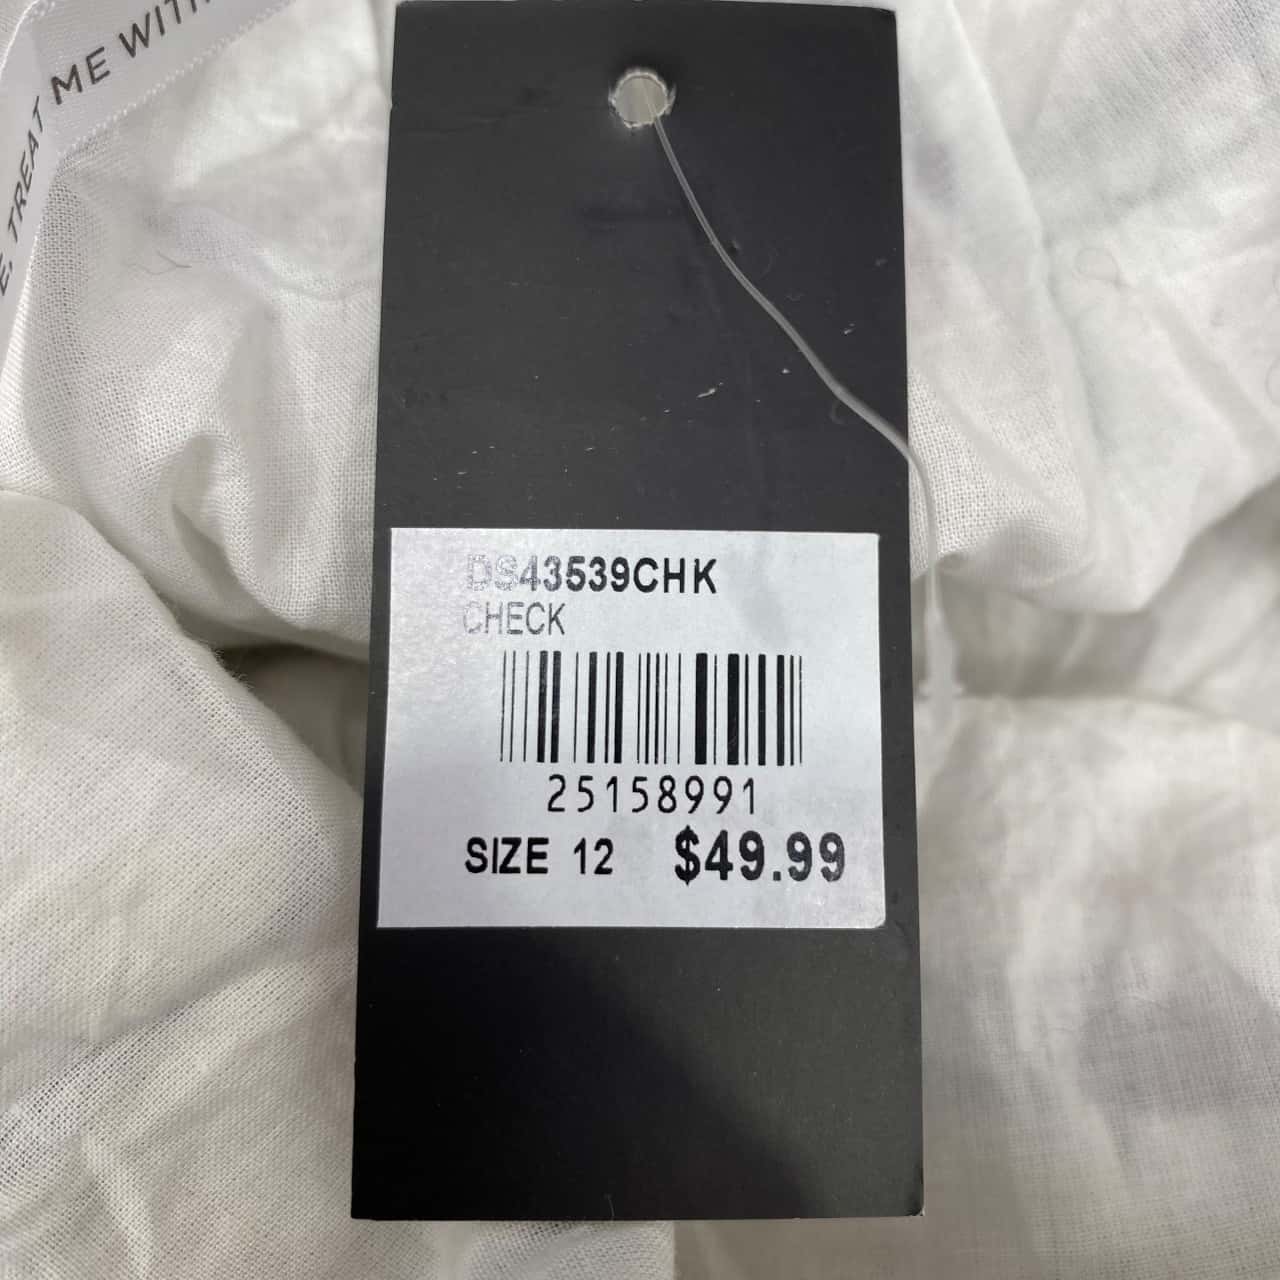 TREAT ME WITH
DS43539CHK
CHECK
25158991
SIZE 12 $49.99